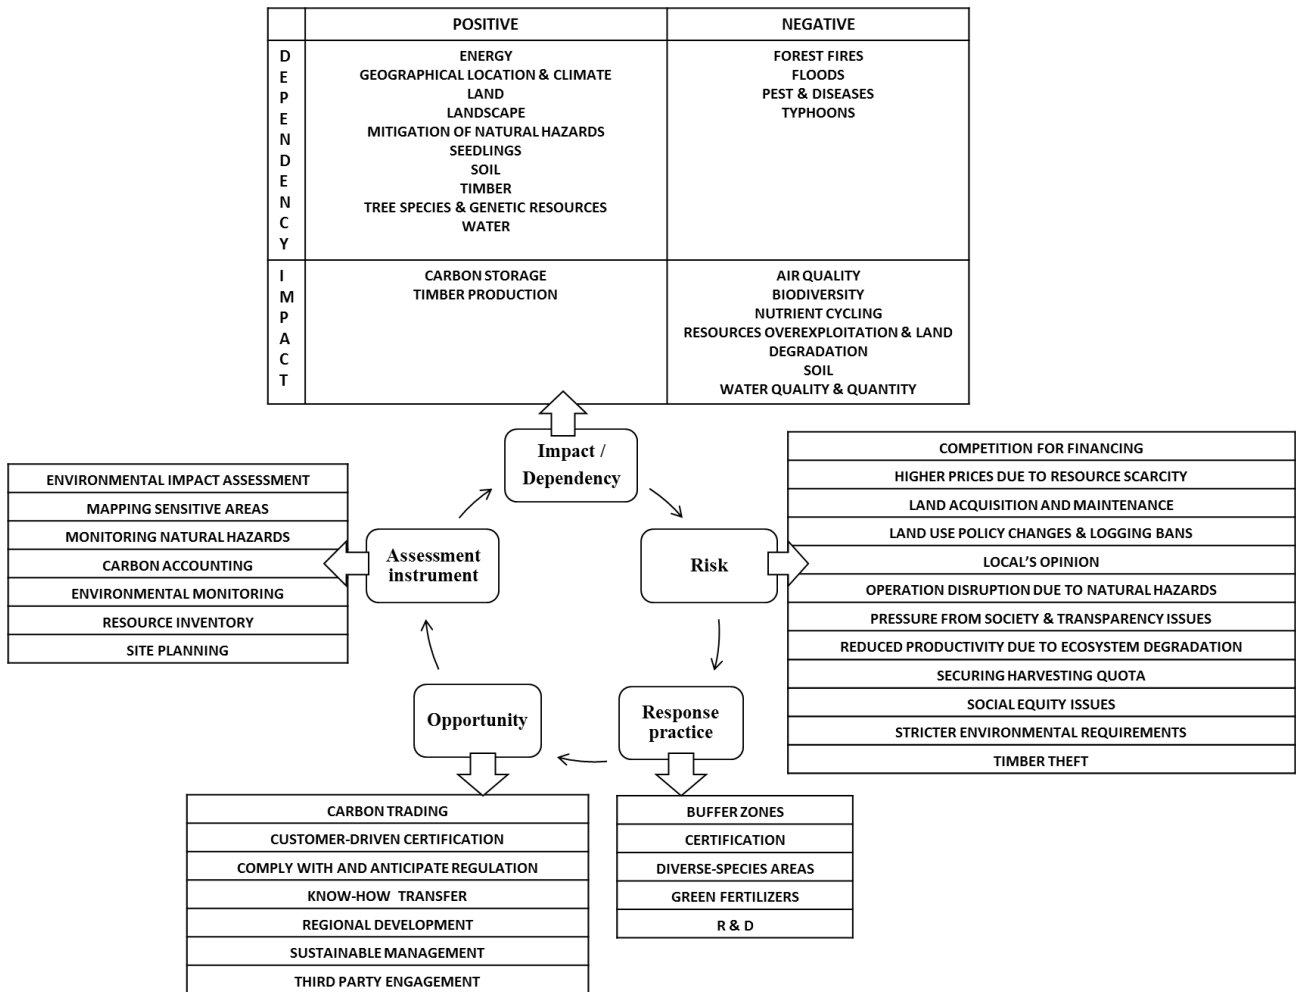 POSITIVE
NEGATIVE
DEPENDENCY
ENERGY
GEOGRAPHICAL LOCATION & CLIMATE
LAND
LANDSCAPE
MITIGATION OF NATURAL HAZARDS
SEEDLINGS
SOIL
TIMBER
TREE SPECIES & GENETIC RESOURCES
WATER
FOREST FIRES
FLOODS
PEST & DISEASES
TYPHOONS
IMPACT
CARBON STORAGE
TIMBER PRODUCTION
AIR QUALITY
BIODIVERSITY
NUTRIENT CYCLING
RESOURCES OVEREXPLOITATION & LAND
DEGRADATION
SOIL
WATER QUALITY & QUANTITY
Impact /
Dependency
Risk
COMPETITION FOR FINANCING
HIGHER PRICES DUE TO RESOURCE SCARCITY
LAND ACQUISITION AND MAINTENANCE
LAND USE POLICY CHANGES & LOGGING BANS
LOCAL'S OPINION
OPERATION DISRUPTION DUE TO NATURAL HAZARDS
PRESSURE FROM SOCIETY & TRANSPARENCY ISSUES
REDUCED PRODUCTIVITY DUE TO ECOSYSTEM DEGRADATION
SECURING HARVESTING QUOTA
SOCIAL EQUITY ISSUES
STRICTER ENVIRONMENTAL REQUIREMENTS
TIMBER THEFT
Response
practice
BUFFER ZONES
CERTIFICATION
DIVERSE-SPECIES AREAS
GREEN FERTILIZERS
R & D
Opportunity
CARBON TRADING
CUSTOMER-DRIVEN CERTIFICATION
COMPLY WITH AND ANTICIPATE REGULATION
KNOW-HOW TRANSFER
REGIONAL DEVELOPMENT
SUSTAINABLE MANAGEMENT
THIRD PARTY ENGAGEMENT
Assessment
instrument
ENVIRONMENTAL IMPACT ASSESSMENT
MAPPING SENSITIVE AREAS
MONITORING NATURAL HAZARDS
CARBON ACCOUNTING
ENVIRONMENTAL MONITORING
RESOURCE INVENTORY
SITE PLANNING